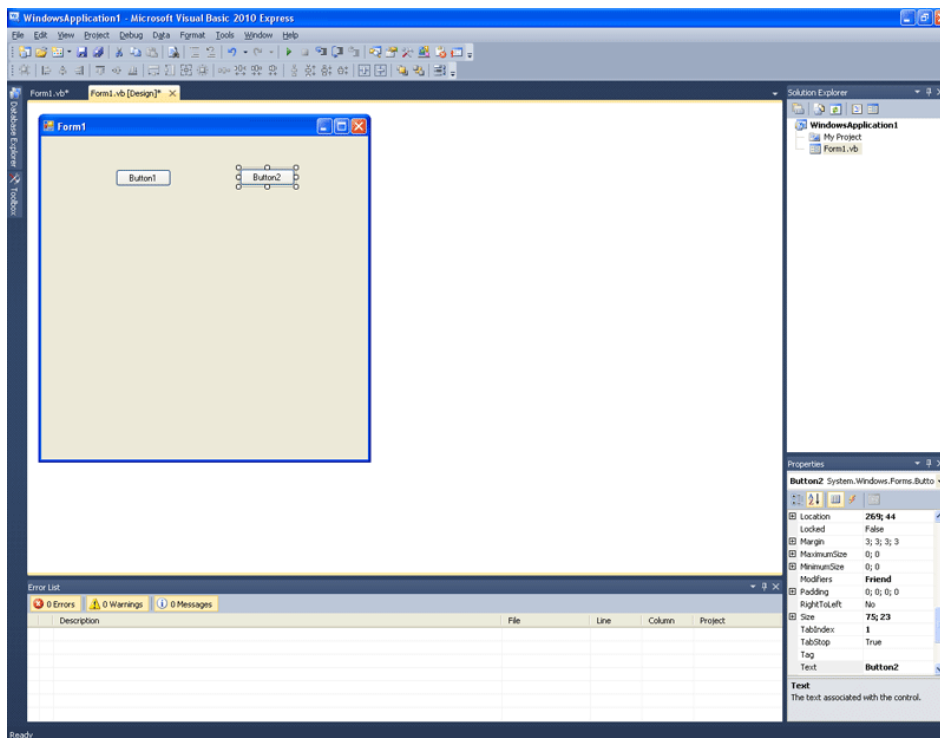 WindowsApplication1 - Microsoft Visual Basic 2010 Express
File Edit View Project Debug Data Format Tools Window Help
Form1.vb* Form1.vb [Design]*
Database Explorer
Toolbox
Form1
Button1 Button2
Solution Explorer
WindowsApplication1
My Project
Form1.vb
Properties
Button2 System.Windows.Forms.Butto
Location 269; 44
Locked False
Margin 3; 3; 3; 3
MaximumSize 0; 0
MinimumSize 0; 0
Modifiers Friend
Padding 0; 0; 0; 0
RightToLeft No
Size 75; 23
TabIndex 1
TabStop True
Tag
Text Button2
Text
The text associated with the control.
Error List
0 Errors 0 Warnings 0 Messages
Description File Line Column Project
Ready